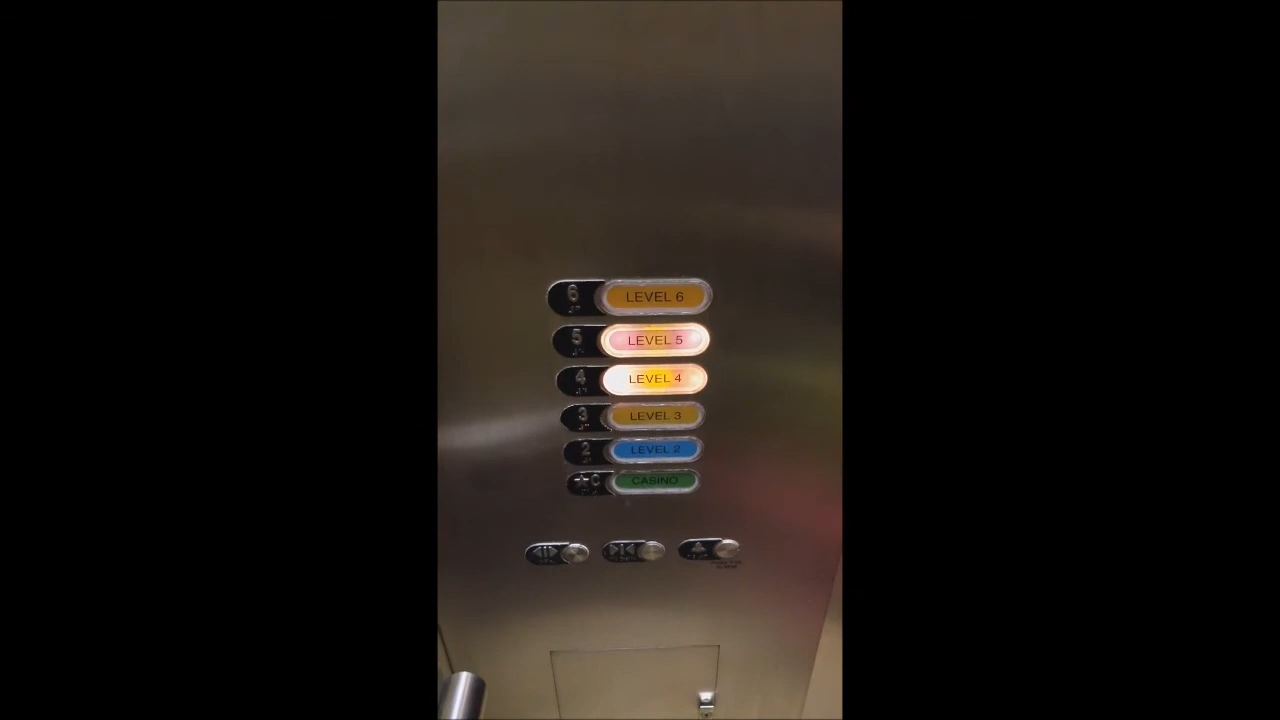 6 LEVEL 6
5 LEVEL 5
4 LEVEL 4
3 LEVEL 3
2 LEVEL 2
★C CASINO